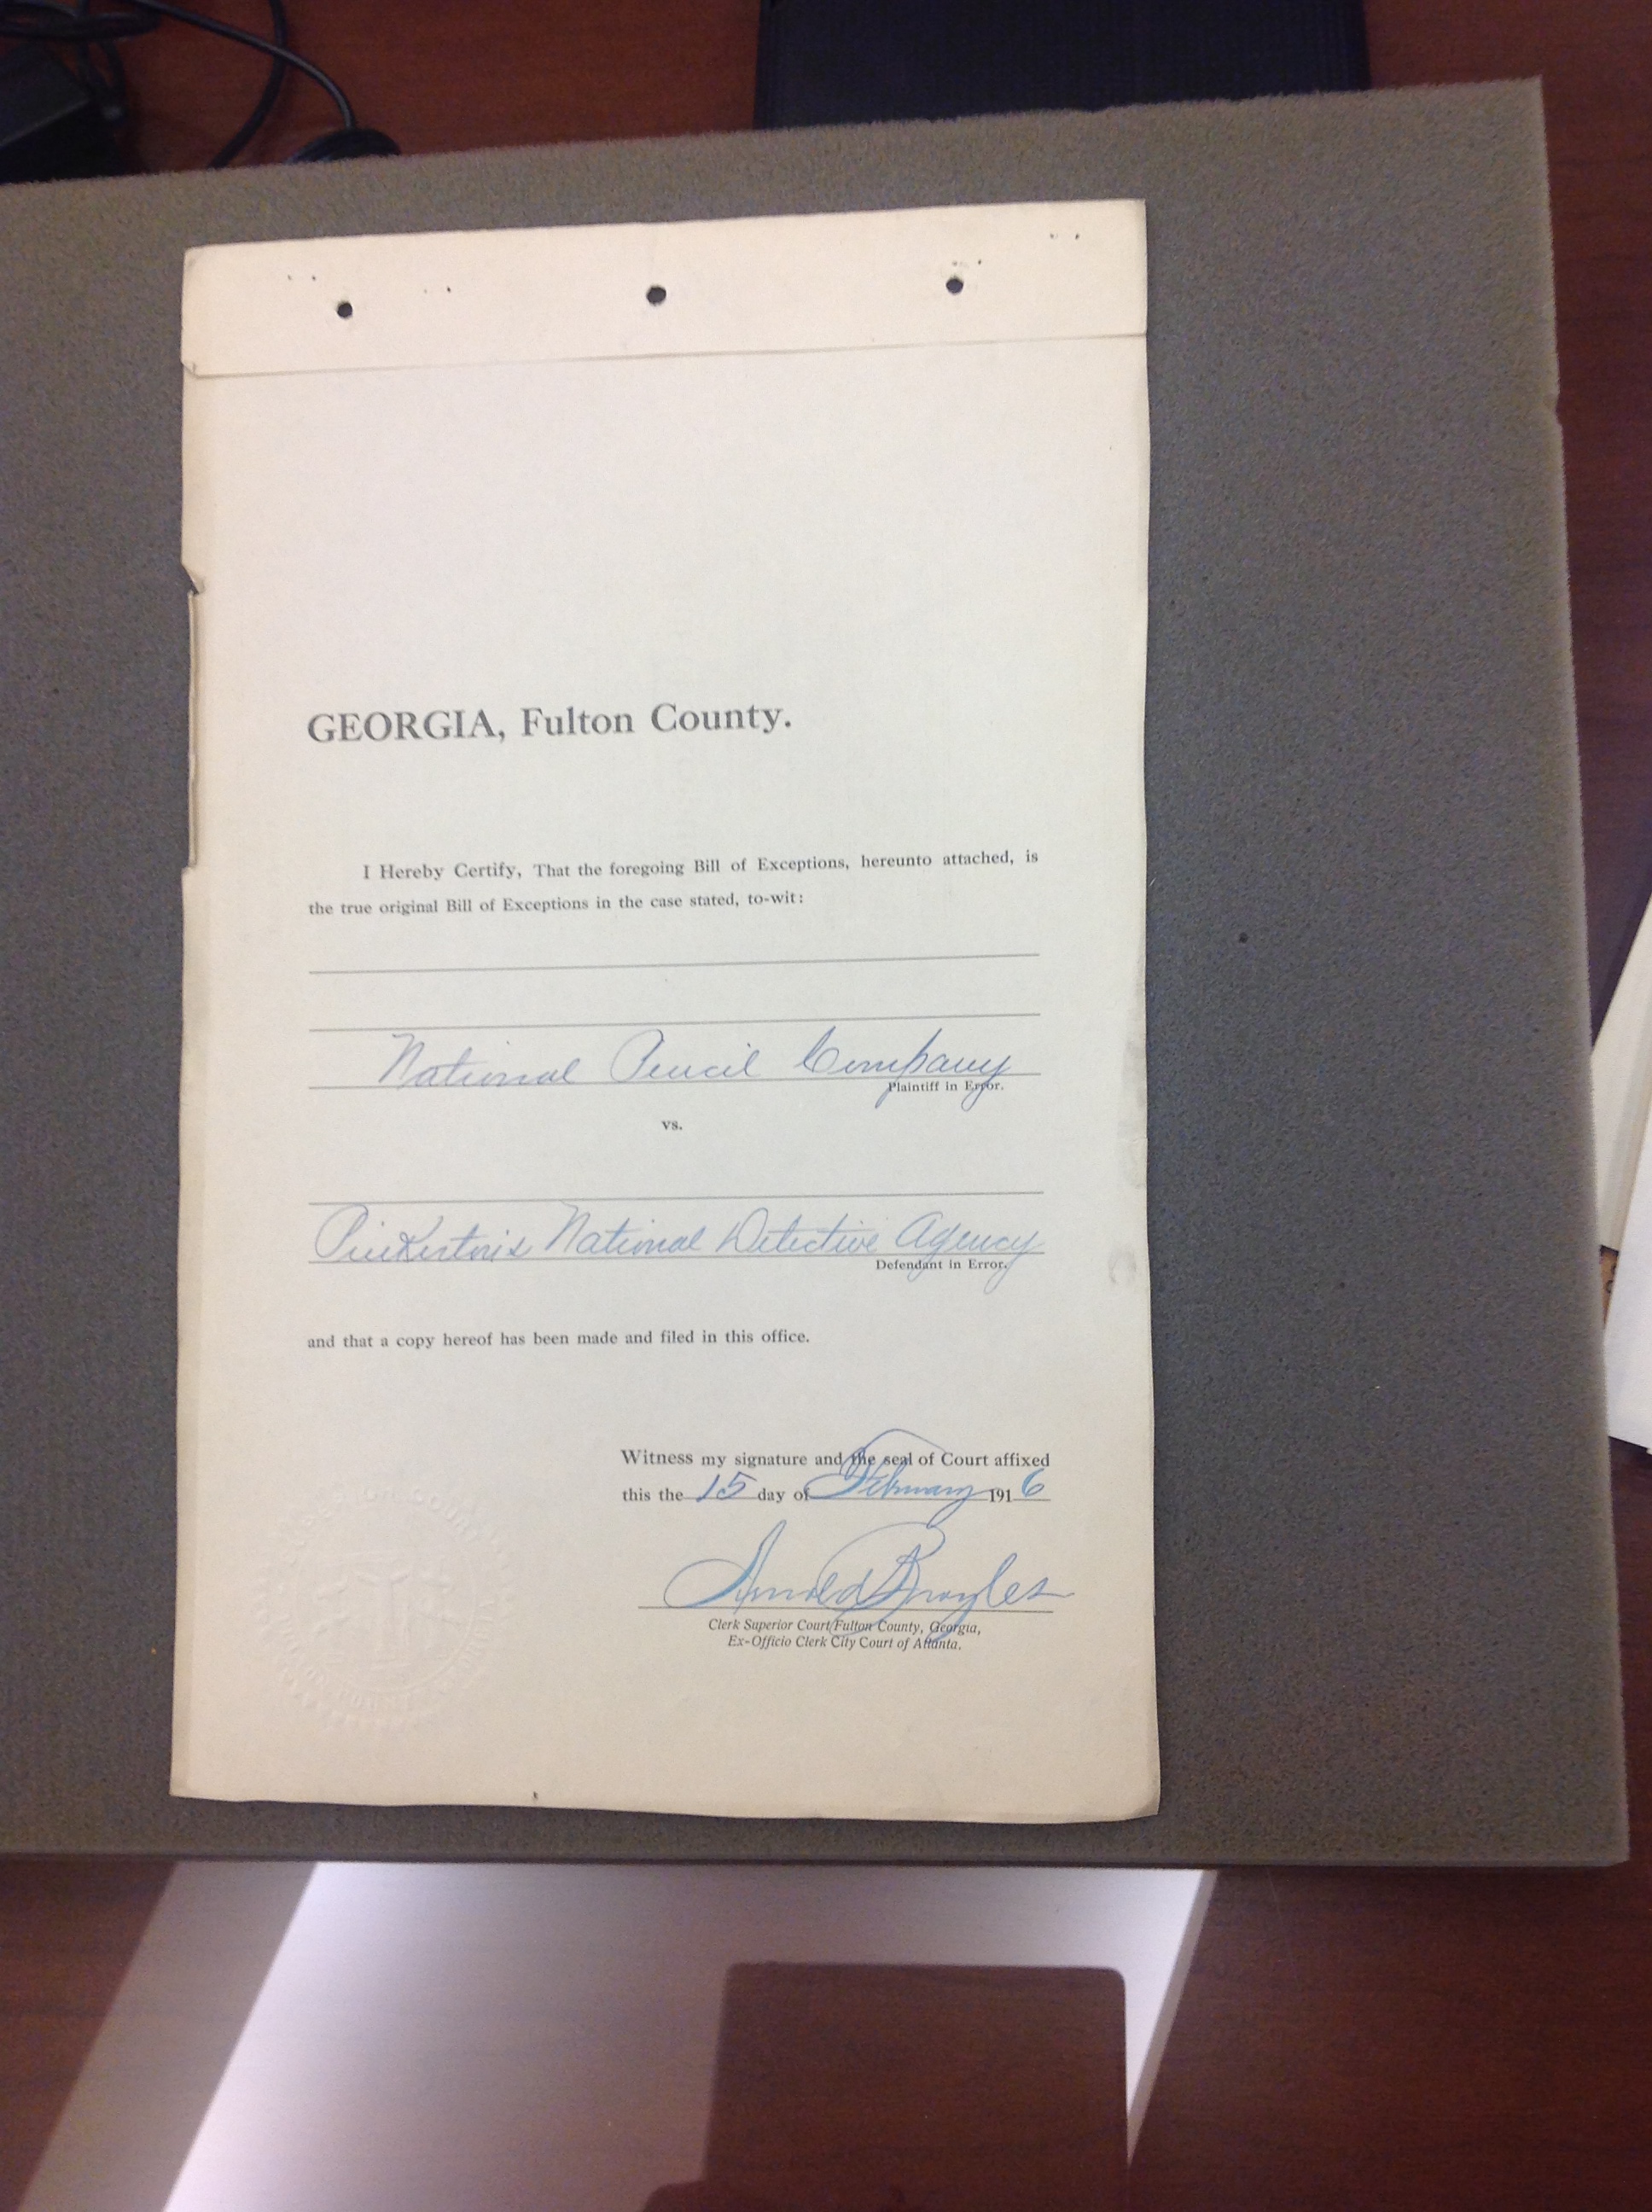 GEORGIA, Fulton County.
I Hereby Certify, That the foregoing Bill of Exceptions, hereunto attached, is
the true original Bill of Exceptions in the case stated, to-wit:
National Pencil Company
Plaintiff in Error.
vs.
Pinkerton's National Detective Agency
Defendant in Error.
and that a copy hereof has been made and filed in this office.
Witness my signature and the seal of Court affixed
this the 15 day of February 1916
Arnold Broyles
Clerk Superior Court Fulton County, Georgia,
Ex-Officio Clerk City Court of Atlanta.